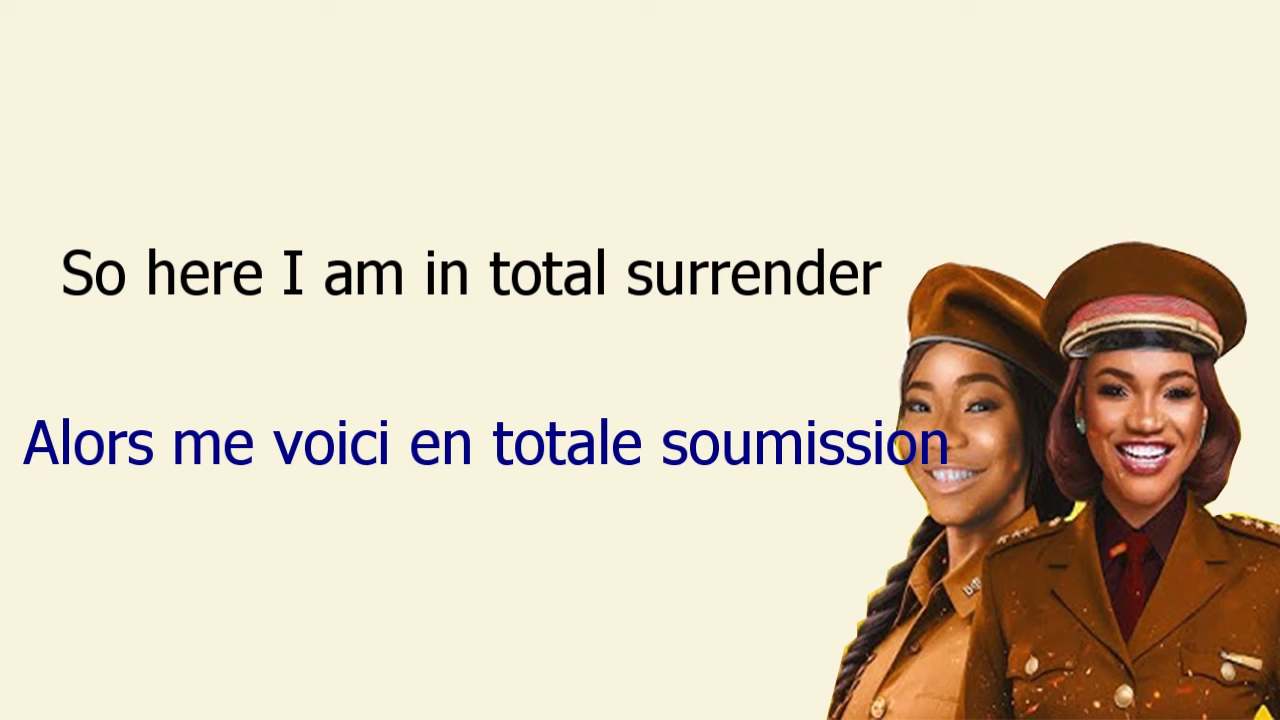 So here I am in total surrender
Alors me voici en totale soumission